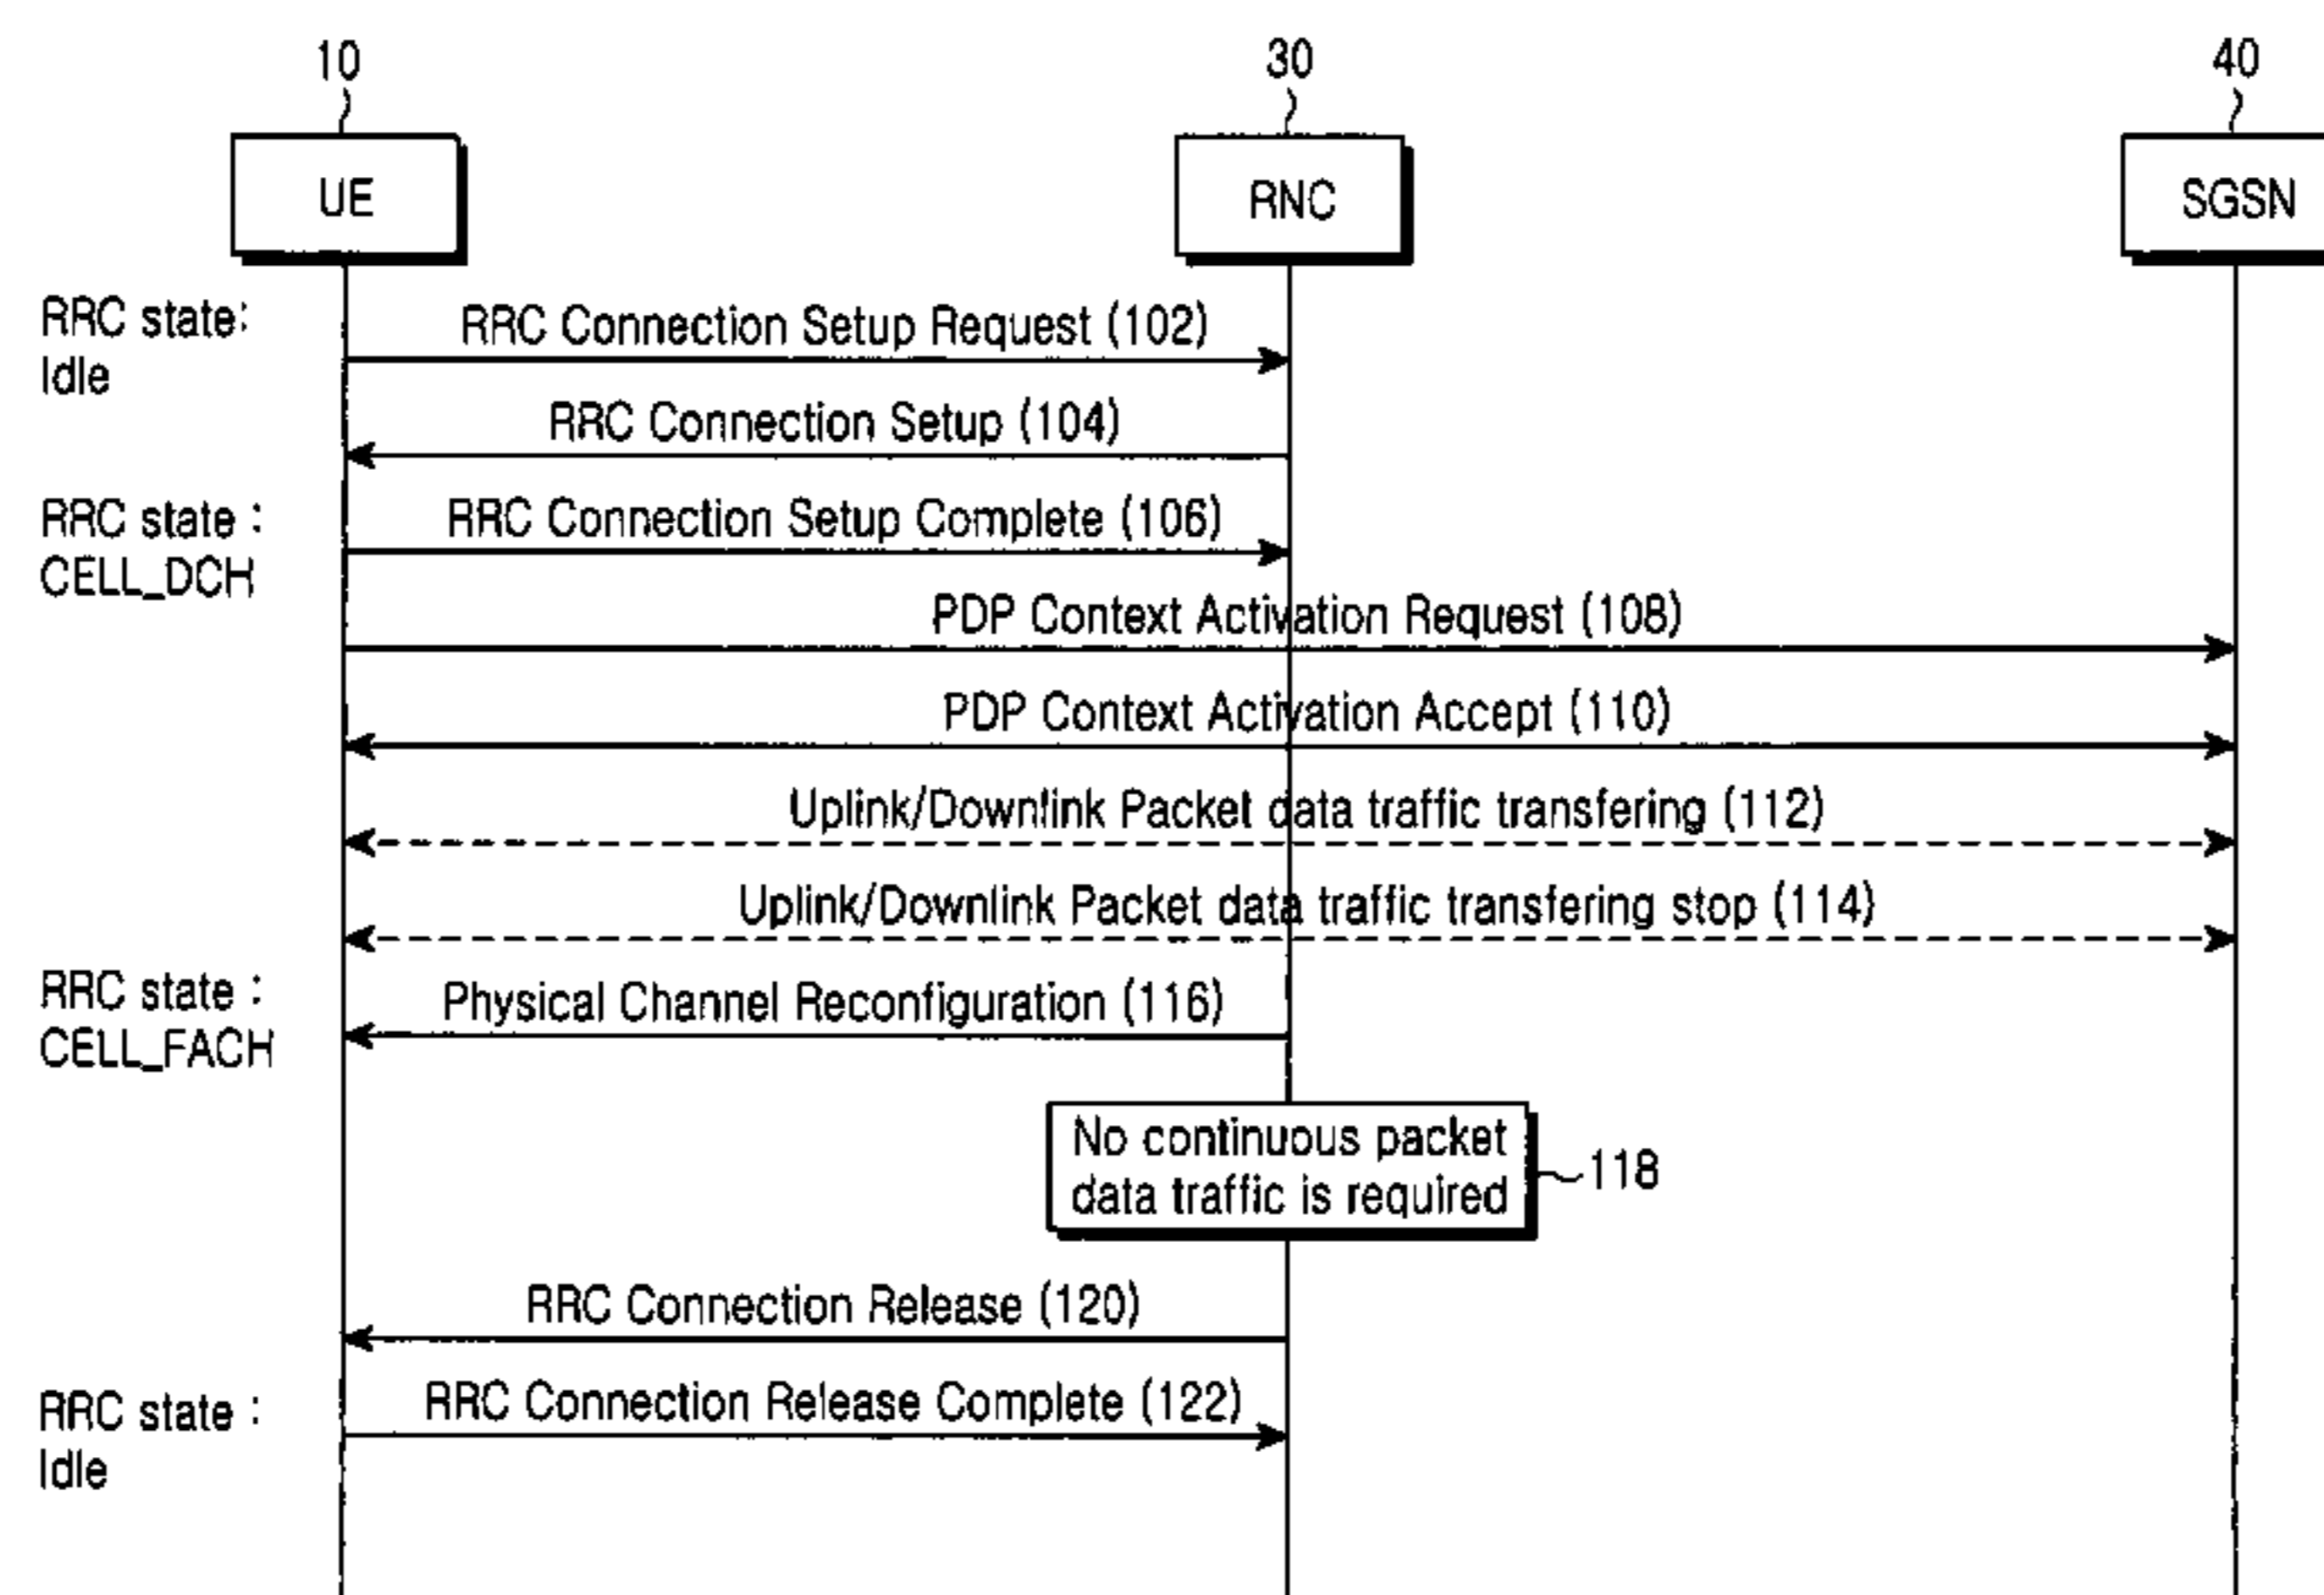 10
30
40
UE
RNC
SGSN
RRC state:
Idle
RRC Connection Setup Request (102)
RRC Connection Setup (104)
RRC state :
CELL_DCH
RRC Connection Setup Complete (106)
PDP Context Activation Request (108)
PDP Context Activation Accept (110)
Uplink/Downlink Packet data traffic transfering (112)
Uplink/Downlink Packet data traffic transfering stop (114)
RRC state :
CELL_FACH
Physical Channel Reconfiguration (116)
No continuous packet
data traffic is required
118
RRC Connection Release (120)
RRC state :
Idle
RRC Connection Release Complete (122)